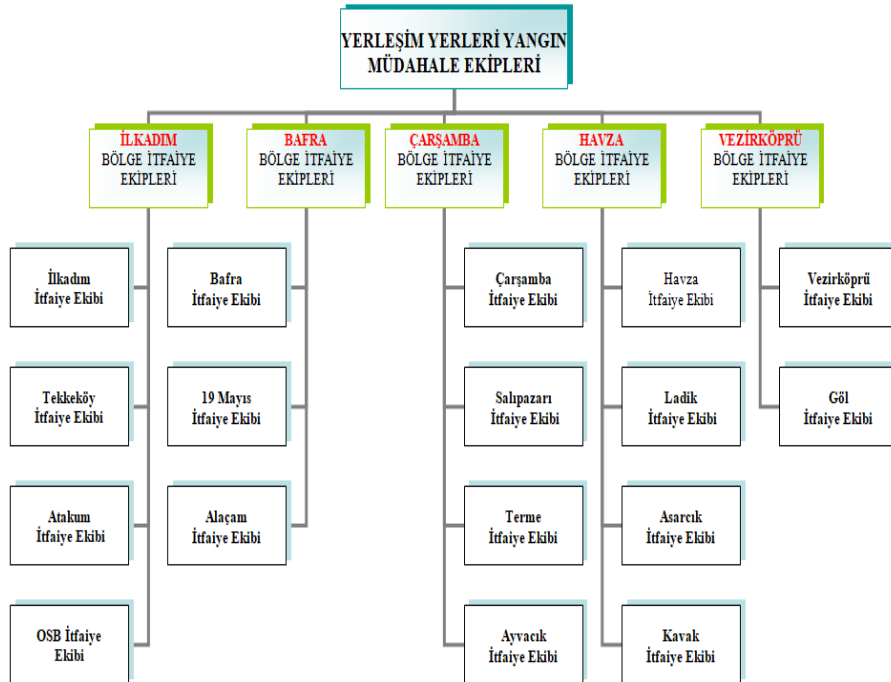 YERLEŞİM YERLERİ YANGIN
MÜDAHALE EKİPLERİ
İLKADIM
BÖLGE İTFAİYE
EKİPLERİ
BAFRA
BÖLGE İTFAİYE
EKİPLERİ
ÇARŞAMBA
BÖLGE İTFAİYE
EKİPLERİ
HAVZA
BÖLGE İTFAİYE
EKİPLERİ
VEZİRKÖPRÜ
BÖLGE İTFAİYE
EKİPLERİ
İlkadım
İtfaiye Ekibi
Bafra
İtfaiye Ekibi
Çarşamba
İtfaiye Ekibi
Havza
İtfaiye Ekibi
Vezirköprü
İtfaiye Ekibi
Tekkeköy
İtfaiye Ekibi
19 Mayıs
İtfaiye Ekibi
Salıpazarı
İtfaiye Ekibi
Ladik
İtfaiye Ekibi
Göl
İtfaiye Ekibi
Atakum
İtfaiye Ekibi
Alaçam
İtfaiye Ekibi
Terme
İtfaiye Ekibi
Asarcık
İtfaiye Ekibi
OSB İtfaiye
Ekibi
Ayvacık
İtfaiye Ekibi
Kavak
İtfaiye Ekibi